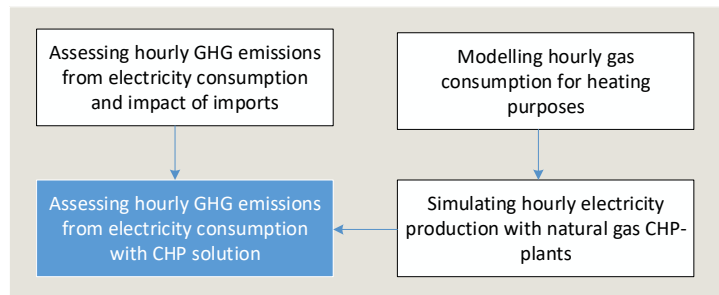 Assessing hourly GHG emissions
from electricity consumption
and impact of imports
Modelling hourly gas
consumption for heating
purposes
Assessing hourly GHG emissions
from electricity consumption
with CHP solution
Simulating hourly electricity
production with natural gas CHP-
plants